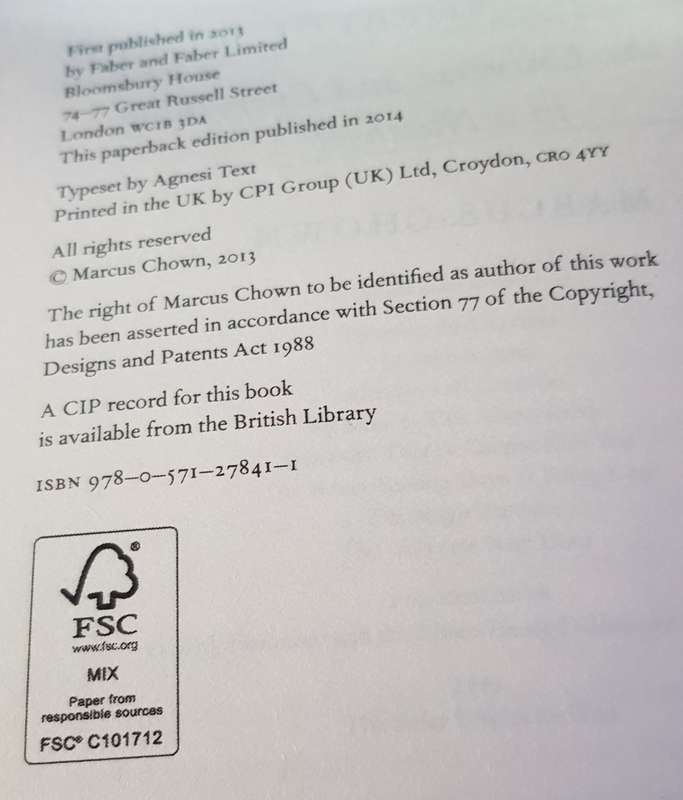 First published in 2013
by Faber and Faber Limited
Bloomsbury House
74–77 Great Russell Street
London WC1B 3DA
This paperback edition published in 2014
Typeset by Agnesi Text
Printed in the UK by CPI Group (UK) Ltd, Croydon, CR0 4YY
All rights reserved
© Marcus Chown, 2013
The right of Marcus Chown to be identified as author of this work
has been asserted in accordance with Section 77 of the Copyright,
Designs and Patents Act 1988
A CIP record for this book
is available from the British Library
ISBN 978–0–571–27841–1
®
FSC
www.fsc.org
MIX
Paper from
responsible sources
FSC® C101712